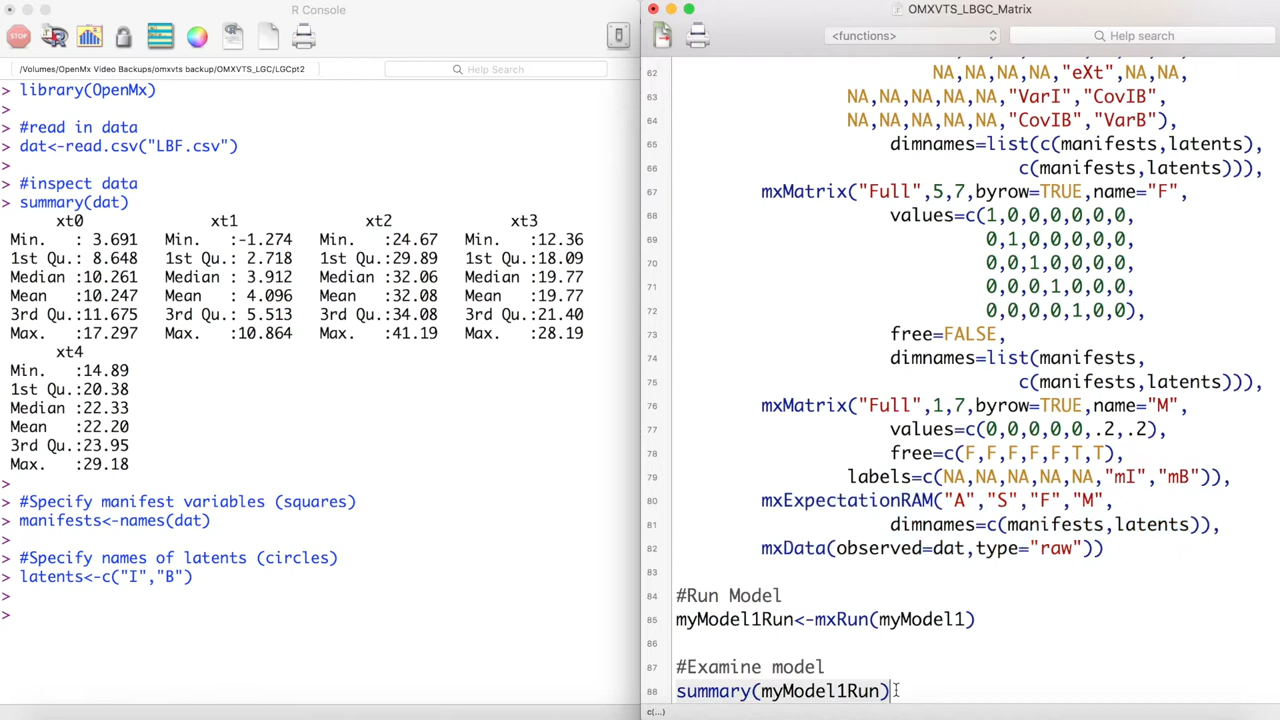 R Console
STOP
/Volumes/OpenMx Video Backups/omxvts backup/OMXVTS_LGC/LGCpt2
Help Search
> library(OpenMx)
>
> #read in data
> dat<-read.csv("LBF.csv")
>
> #inspect data
> summary(dat)
xt0 xt1 xt2 xt3
Min. : 3.691 Min. :-1.274 Min. :24.67 Min. :12.36
1st Qu.: 8.648 1st Qu.: 2.718 1st Qu.:29.89 1st Qu.:18.09
Median :10.261 Median : 3.912 Median :32.06 Median :19.77
Mean :10.247 Mean : 4.096 Mean :32.08 Mean :19.77
3rd Qu.:11.675 3rd Qu.: 5.513 3rd Qu.:34.08 3rd Qu.:21.40
Max. :17.297 Max. :10.864 Max. :41.19 Max. :28.19
xt4
Min. :14.89
1st Qu.:20.38
Median :22.33
Mean :22.20
3rd Qu.:23.95
Max. :29.18
>
> #Specify manifest variables (squares)
> manifests<-names(dat)
>
> #Specify names of latents (circles)
> latents<-c("I","B")
>
>
OMXVTS_LBGC_Matrix
<functions>
Help search
62 NA,NA,NA,NA,"eXt",NA,NA,
63 NA,NA,NA,NA,NA,"VarI","CovIB",
64 NA,NA,NA,NA,NA,"CovIB","VarB"),
65 dimnames=list(c(manifests,latents),
66 c(manifests,latents))),
67 mxMatrix("Full",5,7,byrow=TRUE,name="F",
68 values=c(1,0,0,0,0,0,0,
69 0,1,0,0,0,0,0,
70 0,0,1,0,0,0,0,
71 0,0,0,1,0,0,0,
72 0,0,0,0,1,0,0),
73 free=FALSE,
74 dimnames=list(manifests,
75 c(manifests,latents))),
76 mxMatrix("Full",1,7,byrow=TRUE,name="M",
77 values=c(0,0,0,0,0,.2,.2),
78 free=c(F,F,F,F,F,T,T),
79 labels=c(NA,NA,NA,NA,NA,"mI","mB")),
80 mxExpectationRAM("A","S","F","M",
81 dimnames=c(manifests,latents)),
82 mxData(observed=dat,type="raw"))
83
84 #Run Model
85 myModel1Run<-mxRun(myModel1)
86
87 #Examine model
88 summary(myModel1Run)
c(...)